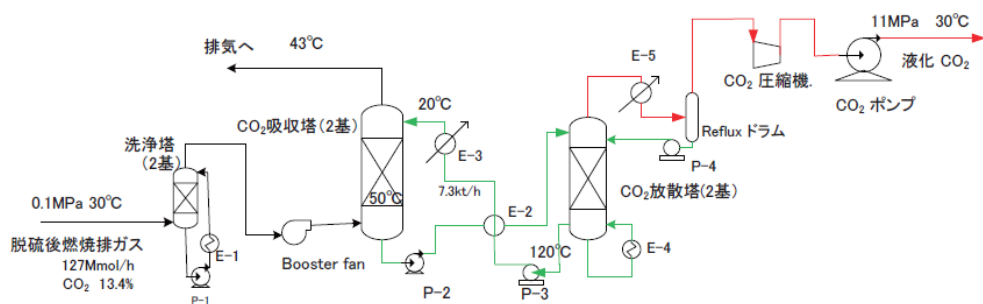 11MPa 30℃
液化 CO₂
CO₂ 圧縮機.
CO₂ ポンプ
E-5
Reflux ドラム
P-4
排気へ 43℃
20℃
CO₂吸収塔(2基)
E-3
洗浄塔
(2基)
7.3kt/h
50℃
CO₂放散塔(2基)
E-2
0.1MPa 30℃
脱硫後燃焼排ガス
127Mmol/h
CO₂ 13.4%
E-1
P-1
Booster fan
P-2
120℃
P-3
E-4